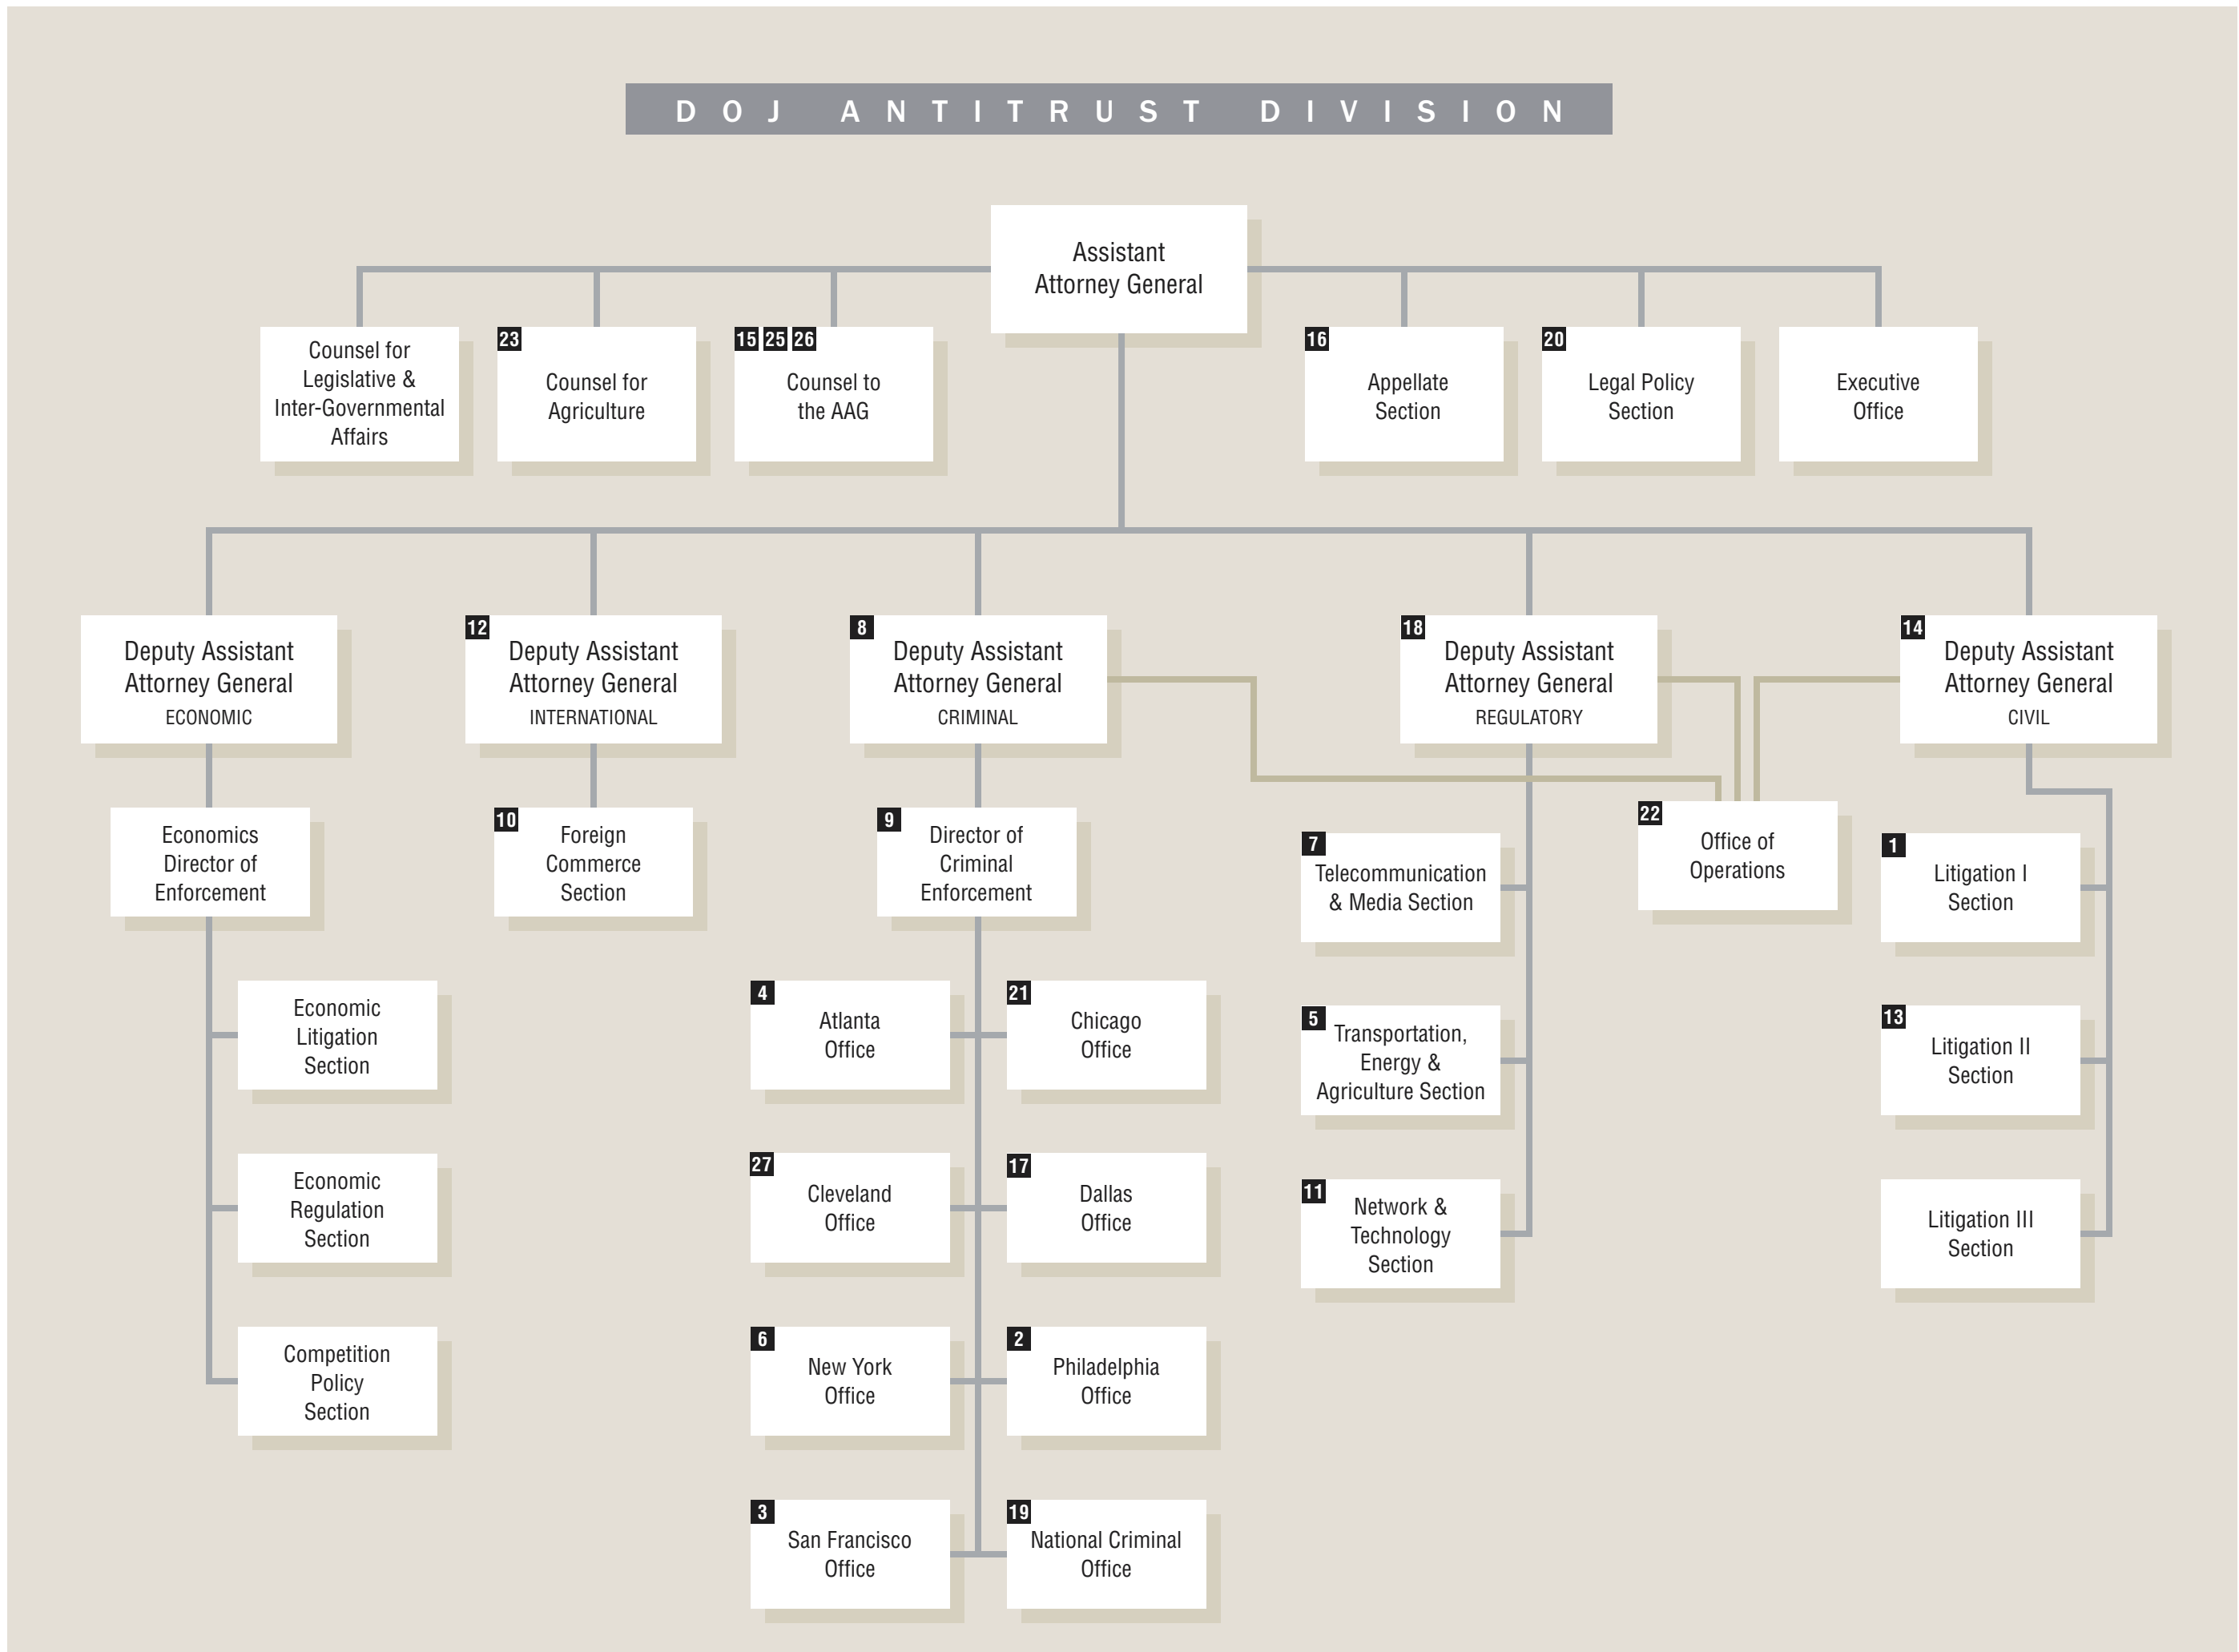 DOJ ANTITRUST DIVISION
Assistant
Attorney General
Counsel for
Legislative &
Inter-Governmental
Affairs
23
Counsel for
Agriculture
15 25 26
Counsel to
the AAG
16
Appellate
Section
20
Legal Policy
Section
Executive
Office
Deputy Assistant
Attorney General
ECONOMIC
12
Deputy Assistant
Attorney General
INTERNATIONAL
8
Deputy Assistant
Attorney General
CRIMINAL
18
Deputy Assistant
Attorney General
REGULATORY
14
Deputy Assistant
Attorney General
CIVIL
Economics
Director of
Enforcement
10
Foreign
Commerce
Section
9
Director of
Criminal
Enforcement
7
Telecommunication
& Media Section
22
Office of
Operations
1
Litigation I
Section
Economic
Litigation
Section
4
Atlanta
Office
21
Chicago
Office
5
Transportation,
Energy &
Agriculture Section
13
Litigation II
Section
Economic
Regulation
Section
27
Cleveland
Office
17
Dallas
Office
11
Network &
Technology
Section
Litigation III
Section
Competition
Policy
Section
6
New York
Office
2
Philadelphia
Office
3
San Francisco
Office
19
National Criminal
Office